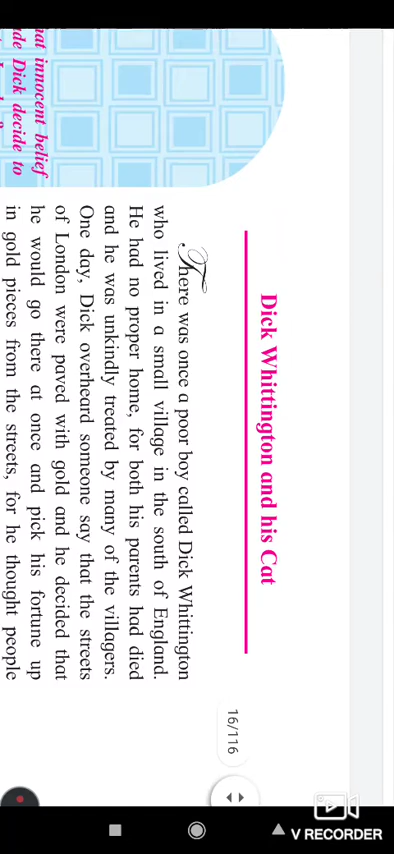 Dick Whittington and his Cat
There was once a poor boy called Dick Whittington
who lived in a small village in the south of England.
He had no proper home, for both his parents had died
and he was unkindly treated by many of the villagers.
One day, Dick overheard someone say that the streets
of London were paved with gold and he decided that
he would go there at once and pick his fortune up
in gold pieces from the streets, for he thought people
innocent belief
Dick decide to
16/116
V RECORDER